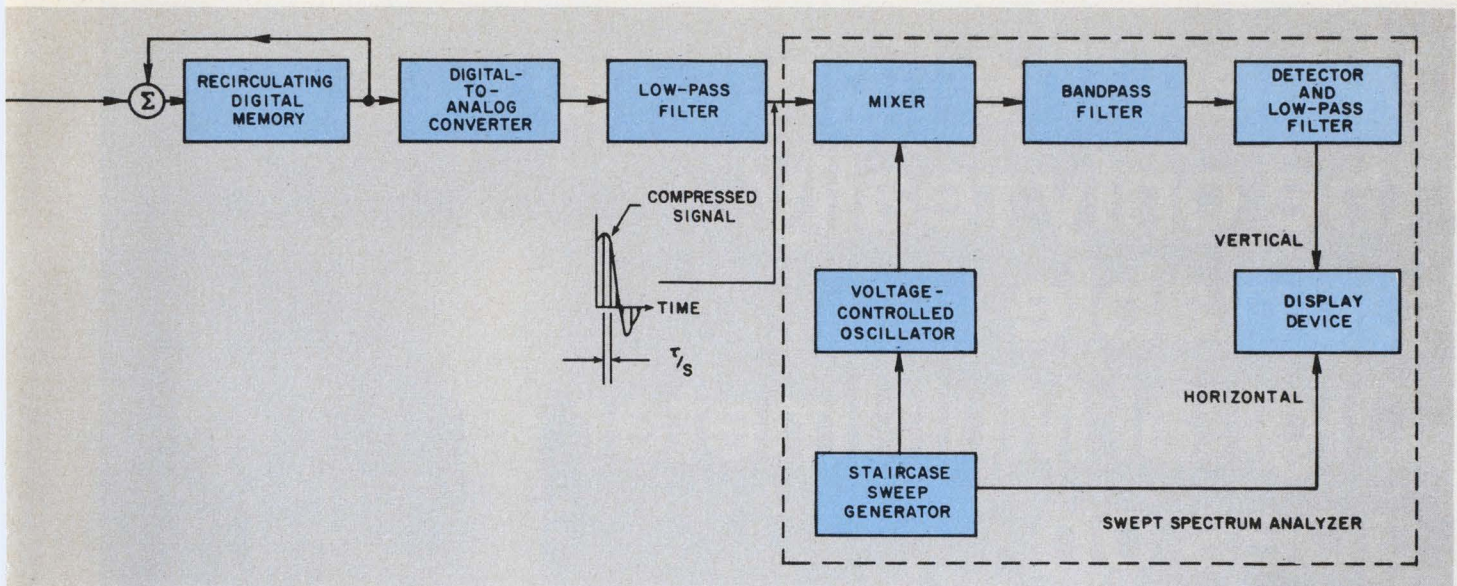 Σ
RECIRCULATING
DIGITAL
MEMORY
DIGITAL-
TO-
ANALOG
CONVERTER
LOW-PASS
FILTER
MIXER
BANDPASS
FILTER
DETECTOR
AND
LOW-PASS
FILTER
COMPRESSED
SIGNAL
TIME
τ/s
VERTICAL
VOLTAGE-
CONTROLLED
OSCILLATOR
DISPLAY
DEVICE
HORIZONTAL
STAIRCASE
SWEEP
GENERATOR
SWEPT SPECTRUM ANALYZER